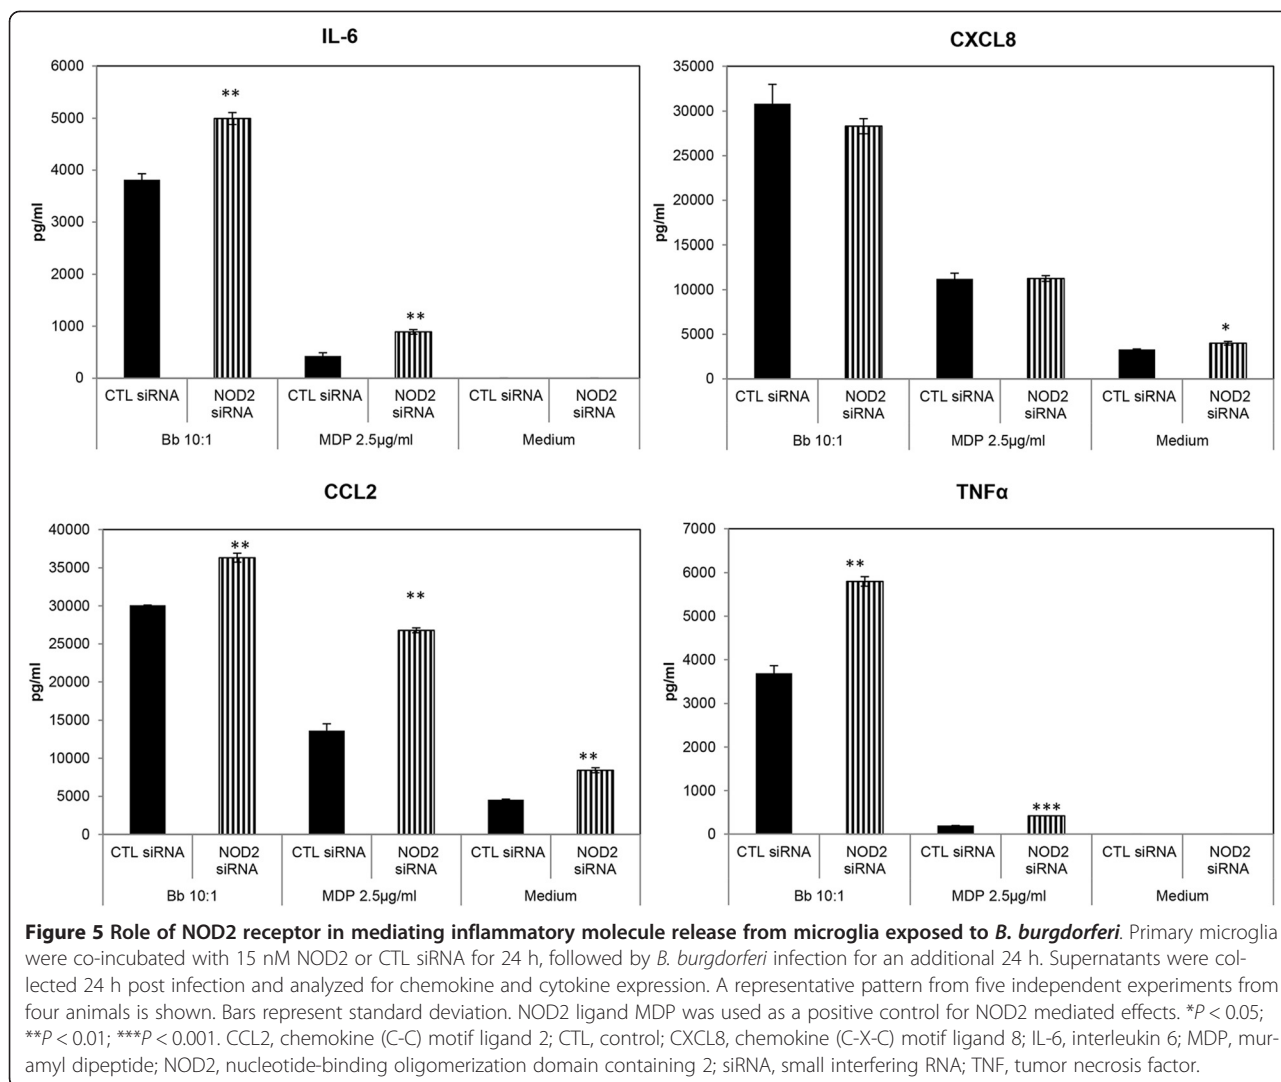 IL-6
6000
5000
4000
3000
2000
1000
0
pg/ml
**
**
CTL siRNA NOD2 siRNA CTL siRNA NOD2 siRNA CTL siRNA NOD2 siRNA
Bb 10:1 MDP 2.5µg/ml Medium
CXCL8
35000
30000
25000
20000
15000
10000
5000
0
pg/ml
*
CTL siRNA NOD2 siRNA CTL siRNA NOD2 siRNA CTL siRNA NOD2 siRNA
Bb 10:1 MDP 2.5µg/ml Medium
CCL2
40000
35000
30000
25000
20000
15000
10000
5000
0
pg/ml
**
**
**
CTL siRNA NOD2 siRNA CTL siRNA NOD2 siRNA CTL siRNA NOD2 siRNA
Bb 10:1 MDP 2.5µg/ml Medium
TNFα
7000
6000
5000
4000
3000
2000
1000
0
pg/ml
**
***
CTL siRNA NOD2 siRNA CTL siRNA NOD2 siRNA CTL siRNA NOD2 siRNA
Bb 10:1 MDP 2.5µg/ml Medium
Figure 5 Role of NOD2 receptor in mediating inflammatory molecule release from microglia exposed to B. burgdorferi. Primary microglia
were co-incubated with 15 nM NOD2 or CTL siRNA for 24 h, followed by B. burgdorferi infection for an additional 24 h. Supernatants were col-
lected 24 h post infection and analyzed for chemokine and cytokine expression. A representative pattern from five independent experiments from
four animals is shown. Bars represent standard deviation. NOD2 ligand MDP was used as a positive control for NOD2 mediated effects. *P < 0.05;
**P < 0.01; ***P < 0.001. CCL2, chemokine (C-C) motif ligand 2; CTL, control; CXCL8, chemokine (C-X-C) motif ligand 8; IL-6, interleukin 6; MDP, mur-
amyl dipeptide; NOD2, nucleotide-binding oligomerization domain containing 2; siRNA, small interfering RNA; TNF, tumor necrosis factor.